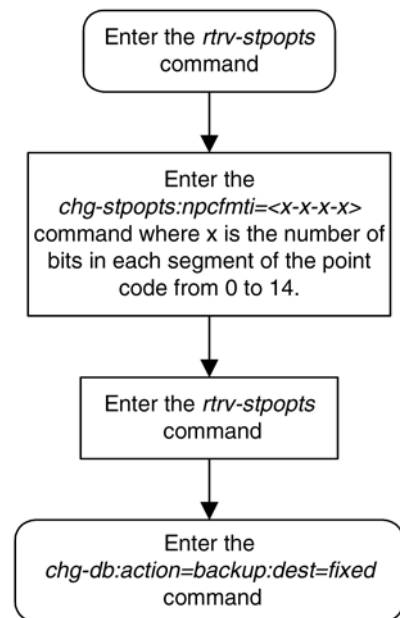 Enter the rtrv-stpopts
command
Enter the
chg-stpopts:npcfmti=<x-x-x-x>
command where x is the number of
bits in each segment of the point
code from 0 to 14.
Enter the rtrv-stpopts
command
Enter the
chg-db:action=backup:dest=fixed
command